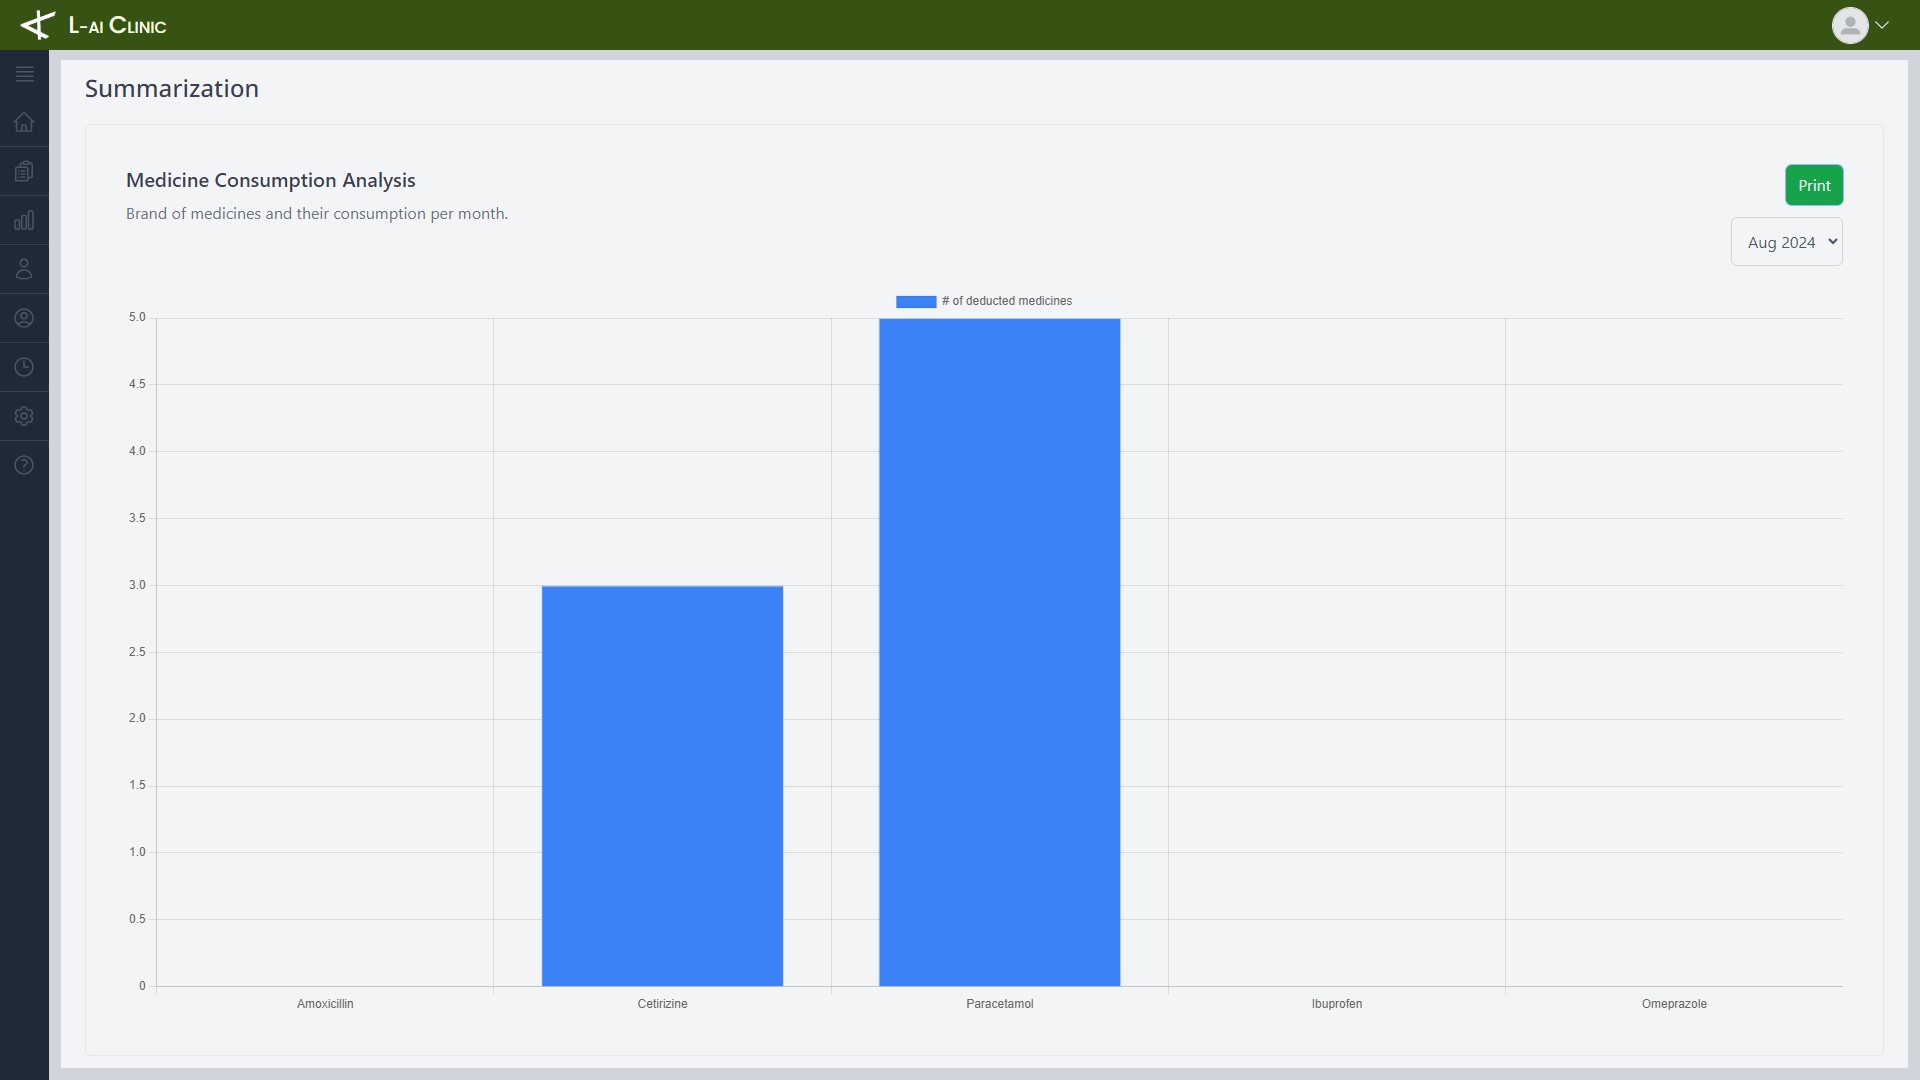 L-AI CLINIC
Summarization
Medicine Consumption Analysis
Print
Brand of medicines and their consumption per month.
Aug 2024
# of deducted medicines
5.0
4.5
4.0
3.5
3.0
2.5
2.0
1.5
1.0
0.5
0
Amoxicillin Cetirizine Paracetamol Ibuprofen Omeprazole